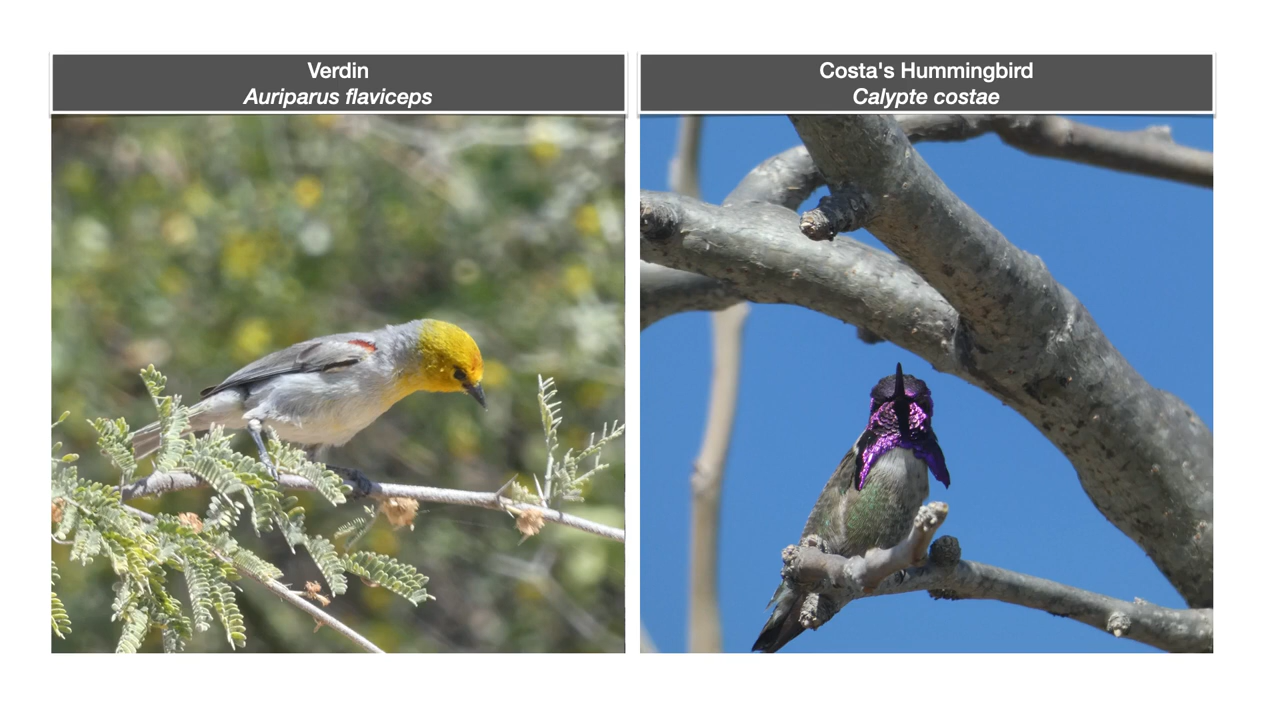 Verdin
Auriparus flaviceps
Costa's Hummingbird
Calypte costae